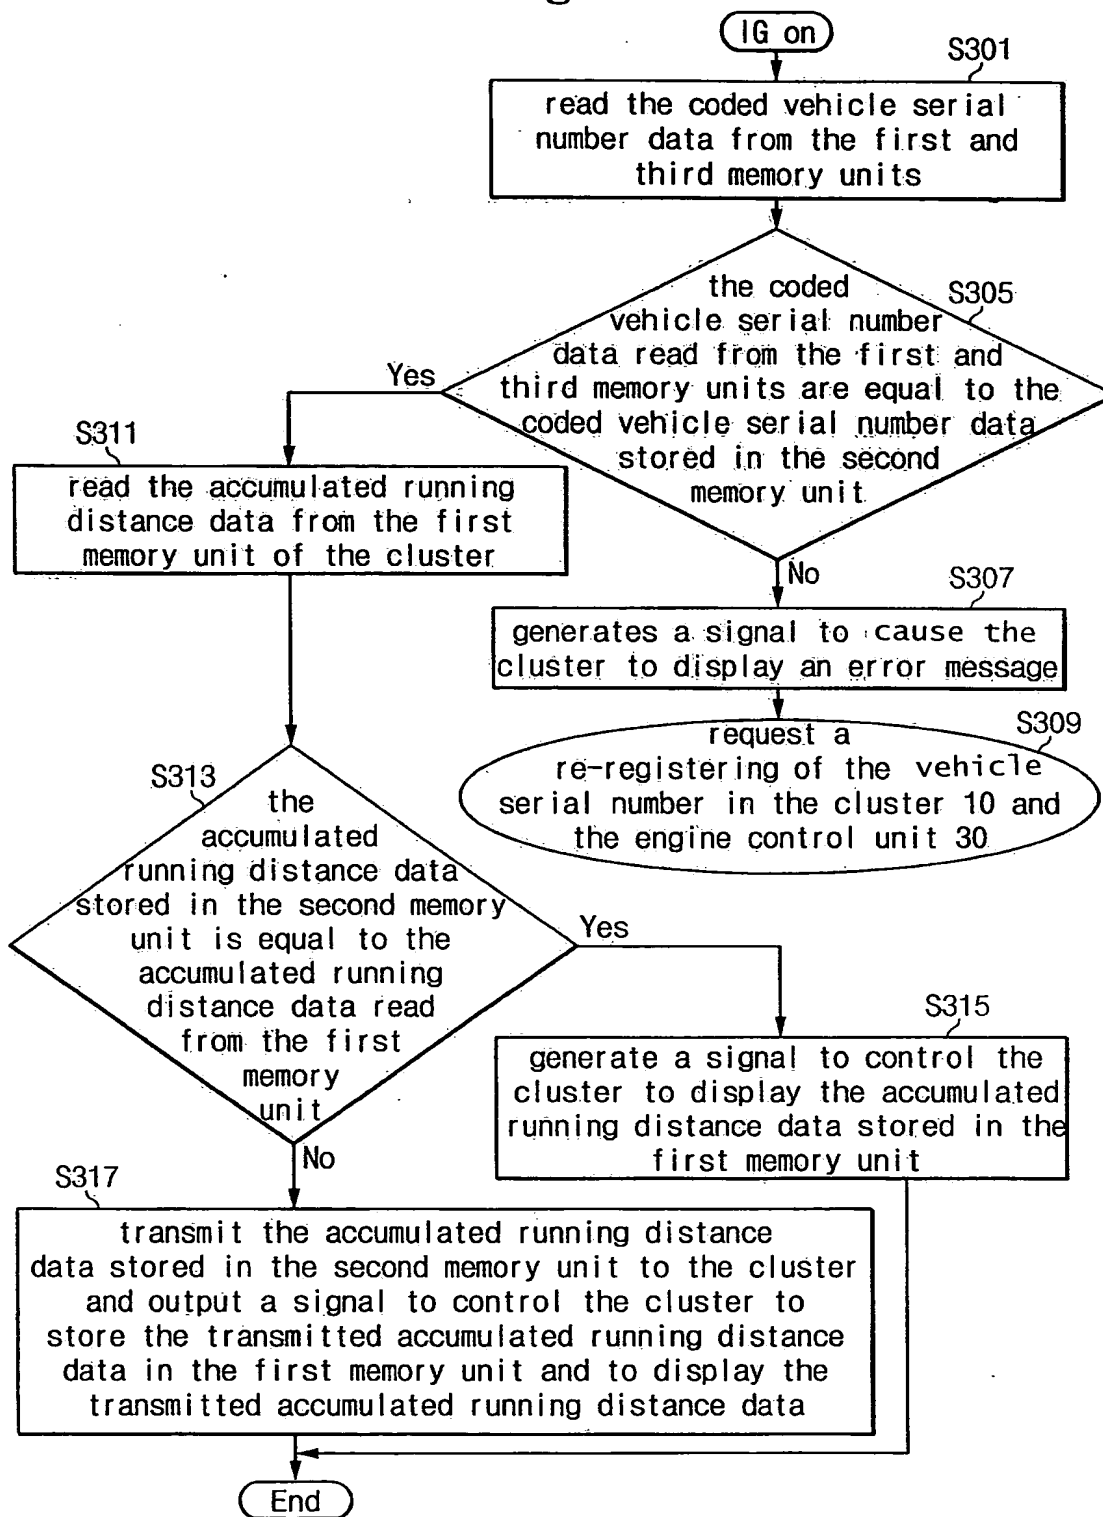 IG on
S301
read the coded vehicle serial
number data from the first and
third memory units
the coded
S305
vehicle serial number
data read from the first and
third memory units are equal to the
coded vehicle serial number data
stored in the second
memory unit
Yes
No
S311
read the accumulated running
distance data from the first
memory unit of the cluster
S307
generates a signal to cause the
cluster to display an error message
S309
request a
re-registering of the vehicle
serial number in the cluster 10 and
the engine control unit 30
S313
the
accumulated
running distance data
stored in the second memory
unit is equal to the
accumulated running
distance data read
from the first
memory
unit
Yes
No
S315
generate a signal to control the
cluster to display the accumulated
running distance data stored in the
first memory unit
S317
transmit the accumulated running distance
data stored in the second memory unit to the cluster
and output a signal to control the cluster to
store the transmitted accumulated running distance
data in the first memory unit and to display the
transmitted accumulated running distance data
End